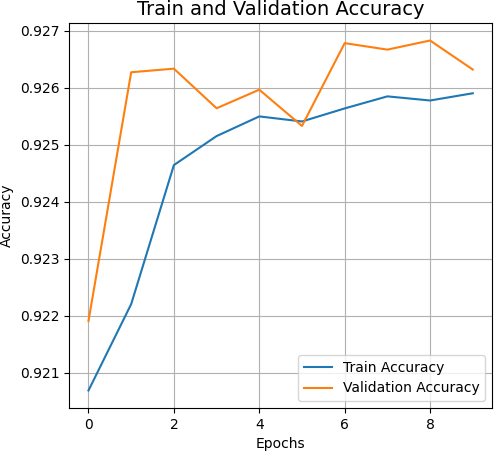 Train and Validation Accuracy
0.927
0.926
0.925
0.924
0.923
0.922
0.921
Accuracy
0 2 4 6 8
Epochs
Train Accuracy
Validation Accuracy